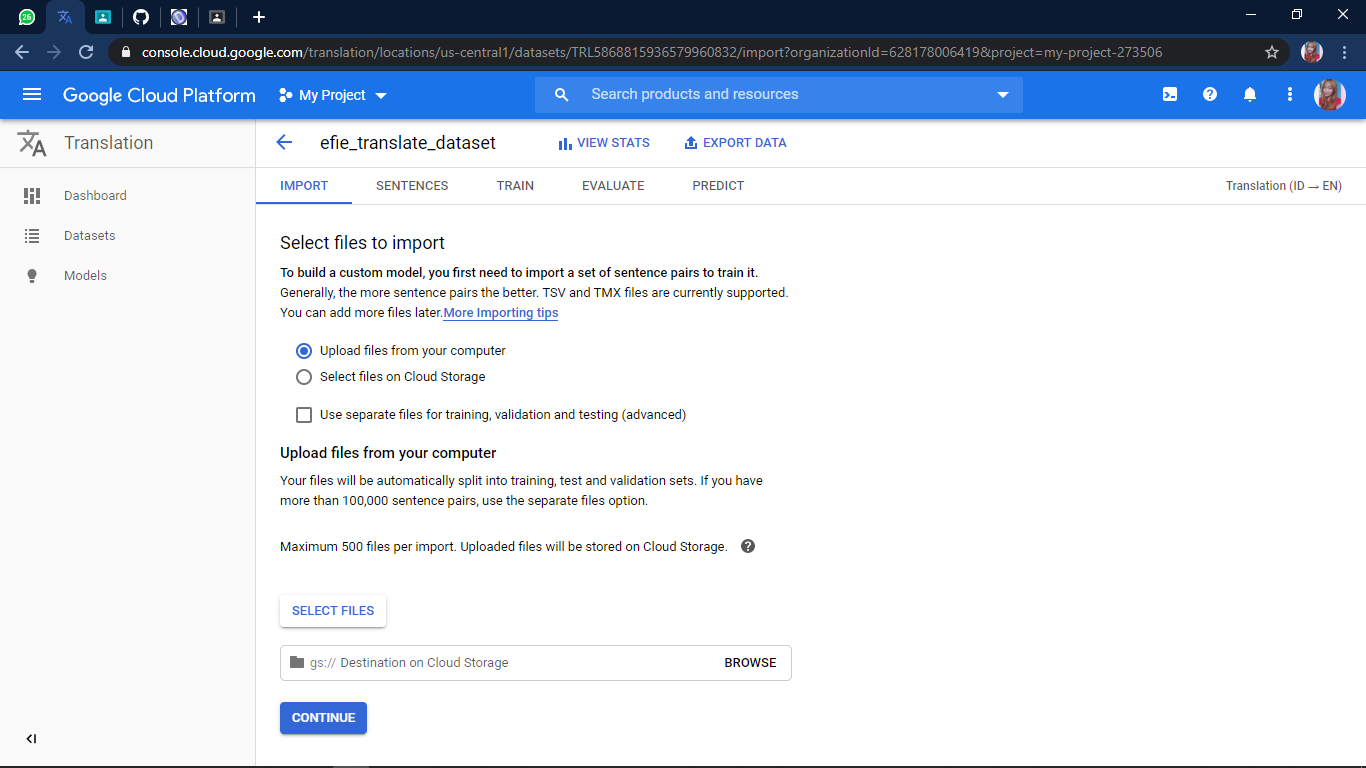 26
console.cloud.google.com/translation/locations/us-central1/datasets/TRL5868815936579960832/import?organizationId=628178006419&project=my-project-273506
Google Cloud Platform
My Project
Search products and resources
Translation
efie_translate_dataset
VIEW STATS
EXPORT DATA
Dashboard
Datasets
Models
IMPORT
SENTENCES
TRAIN
EVALUATE
PREDICT
Translation (ID → EN)
Select files to import
To build a custom model, you first need to import a set of sentence pairs to train it.
Generally, the more sentence pairs the better. TSV and TMX files are currently supported.
You can add more files later.More Importing tips
Upload files from your computer
Select files on Cloud Storage
Use separate files for training, validation and testing (advanced)
Upload files from your computer
Your files will be automatically split into training, test and validation sets. If you have
more than 100,000 sentence pairs, use the separate files option.
Maximum 500 files per import. Uploaded files will be stored on Cloud Storage.
SELECT FILES
gs:// Destination on Cloud Storage
BROWSE
CONTINUE